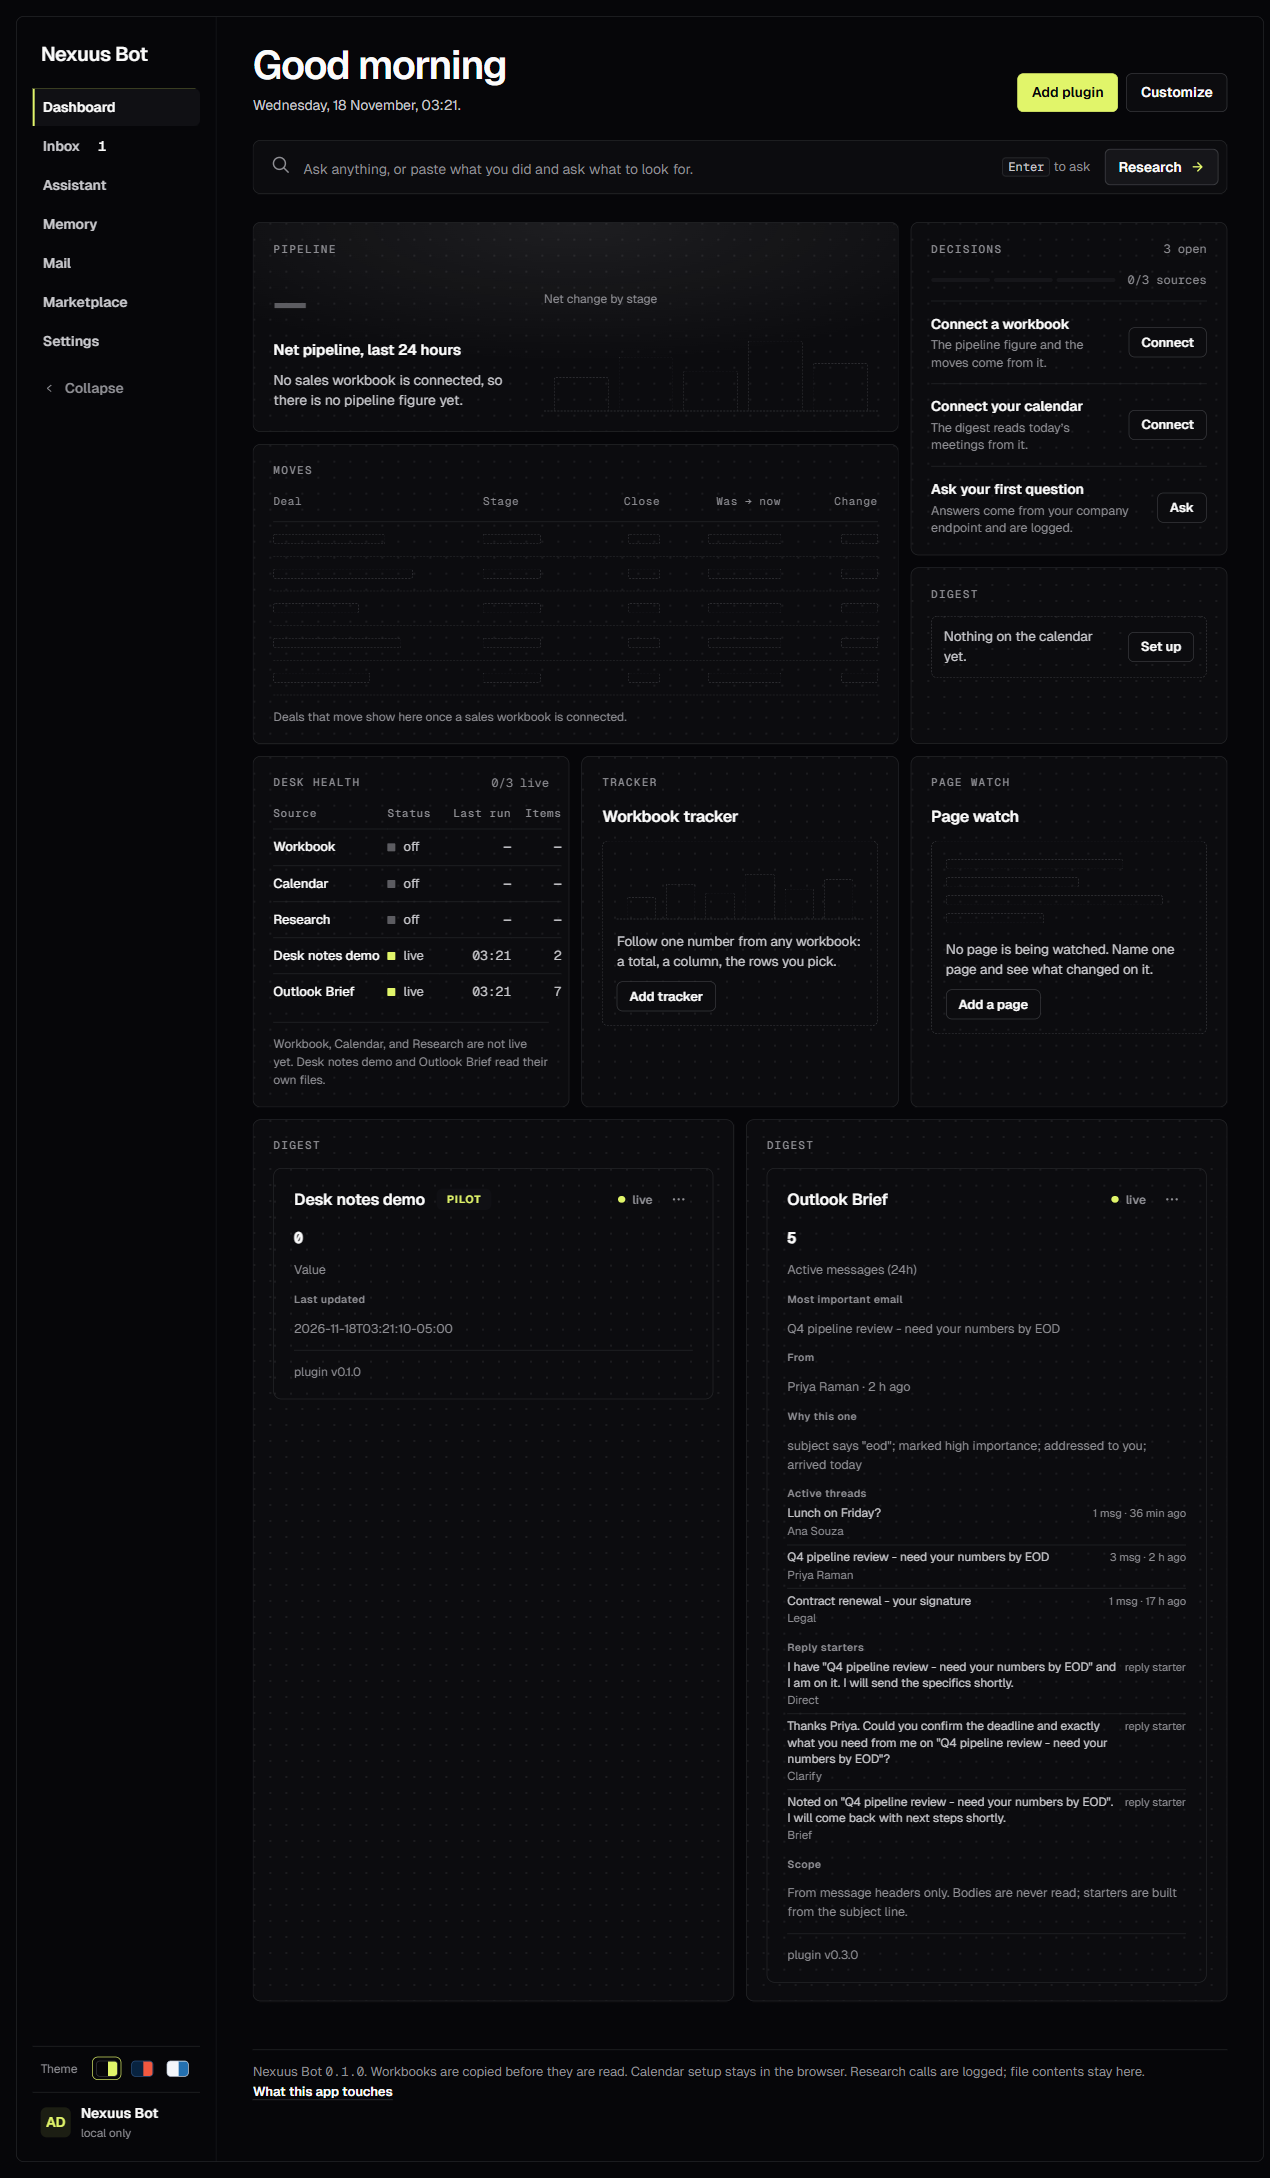 Nexuus Bot
Dashboard
Inbox 1
Assistant
Memory
Mail
Marketplace
Settings
Collapse
Theme
AD
Nexuus Bot
local only
Good morning
Wednesday, 18 November, 03:21.
Add plugin
Customize
Ask anything, or paste what you did and ask what to look for.
Enter to ask
Research →
PIPELINE
—
Net pipeline, last 24 hours
No sales workbook is connected, so
there is no pipeline figure yet.
Net change by stage
DECISIONS 3 open
0/3 sources
Connect a workbook
The pipeline figure and the
moves come from it.
Connect
Connect your calendar
The digest reads today's
meetings from it.
Connect
Ask your first question
Answers come from your company
endpoint and are logged.
Ask
MOVES
Deal Stage Close Was → now Change
Deals that move show here once a sales workbook is connected.
DIGEST
Nothing on the calendar
yet.
Set up
DESK HEALTH 0/3 live
Source Status Last run Items
Workbook off — —
Calendar off — —
Research off — —
Desk notes demo live 03:21 2
Outlook Brief live 03:21 7
Workbook, Calendar, and Research are not live
yet. Desk notes demo and Outlook Brief read their
own files.
TRACKER
Workbook tracker
Follow one number from any workbook:
a total, a column, the rows you pick.
Add tracker
PAGE WATCH
Page watch
No page is being watched. Name one
page and see what changed on it.
Add a page
DIGEST
Desk notes demo PILOT live ···
0
Value
Last updated
2026-11-18T03:21:10-05:00
plugin v0.1.0
DIGEST
Outlook Brief live ···
5
Active messages (24h)
Most important email
Q4 pipeline review - need your numbers by EOD
From
Priya Raman · 2 h ago
Why this one
subject says "eod"; marked high importance; addressed to you;
arrived today
Active threads
Lunch on Friday? 1 msg · 36 min ago
Ana Souza
Q4 pipeline review - need your numbers by EOD 3 msg · 2 h ago
Priya Raman
Contract renewal - your signature 1 msg · 17 h ago
Legal
Reply starters
I have "Q4 pipeline review - need your numbers by EOD" and reply starter
I am on it. I will send the specifics shortly.
Direct
Thanks Priya. Could you confirm the deadline and exactly reply starter
what you need from me on "Q4 pipeline review - need your
numbers by EOD"?
Clarify
Noted on "Q4 pipeline review - need your numbers by EOD". reply starter
I will come back with next steps shortly.
Brief
Scope
From message headers only. Bodies are never read; starters are built
from the subject line.
plugin v0.3.0
Nexuus Bot 0.1.0. Workbooks are copied before they are read. Calendar setup stays in the browser. Research calls are logged; file contents stay here.
What this app touches